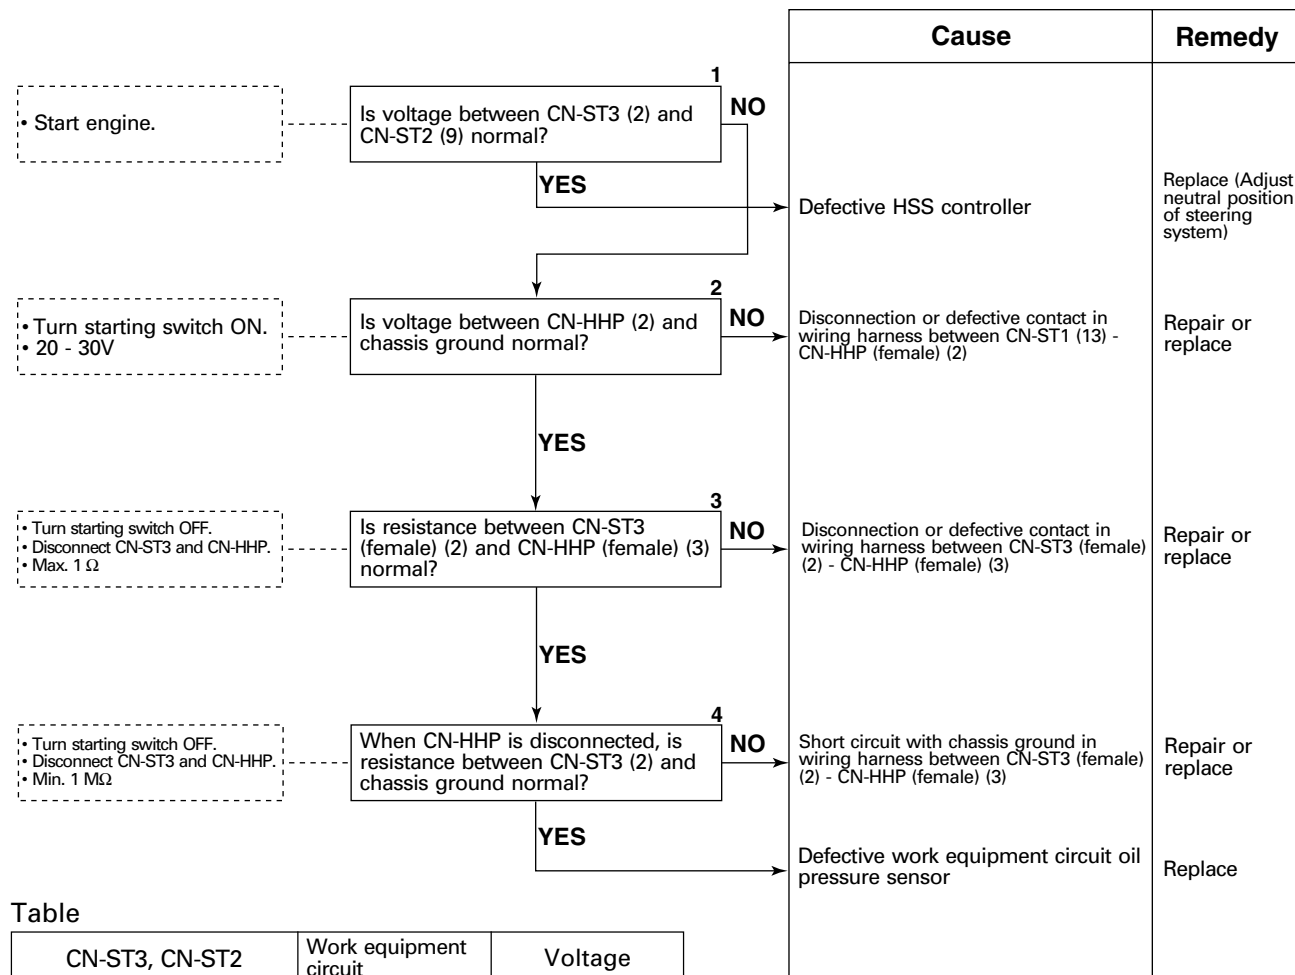 Cause
Remedy
1
• Start engine.
Is voltage between CN-ST3 (2) and
CN-ST2 (9) normal?
NO
YES
Defective HSS controller
Replace (Adjust
neutral position
of steering
system)
2
• Turn starting switch ON.
• 20 - 30V
Is voltage between CN-HHP (2) and
chassis ground normal?
NO
Disconnection or defective contact in
wiring harness between CN-ST1 (13) -
CN-HHP (female) (2)
Repair or
replace
YES
3
• Turn starting switch OFF.
• Disconnect CN-ST3 and CN-HHP.
• Max. 1 Ω
Is resistance between CN-ST3
(female) (2) and CN-HHP (female) (3)
normal?
NO
Disconnection or defective contact in
wiring harness between CN-ST3 (female)
(2) - CN-HHP (female) (3)
Repair or
replace
YES
4
• Turn starting switch OFF.
• Disconnect CN-ST3 and CN-HHP.
• Min. 1 MΩ
When CN-HHP is disconnected, is
resistance between CN-ST3 (2) and
chassis ground normal?
NO
Short circuit with chassis ground in
wiring harness between CN-ST3 (female)
(2) - CN-HHP (female) (3)
Repair or
replace
YES
Defective work equipment circuit oil
pressure sensor
Replace
Table
CN-ST3, CN-ST2
Work equipment
circuit
Voltage